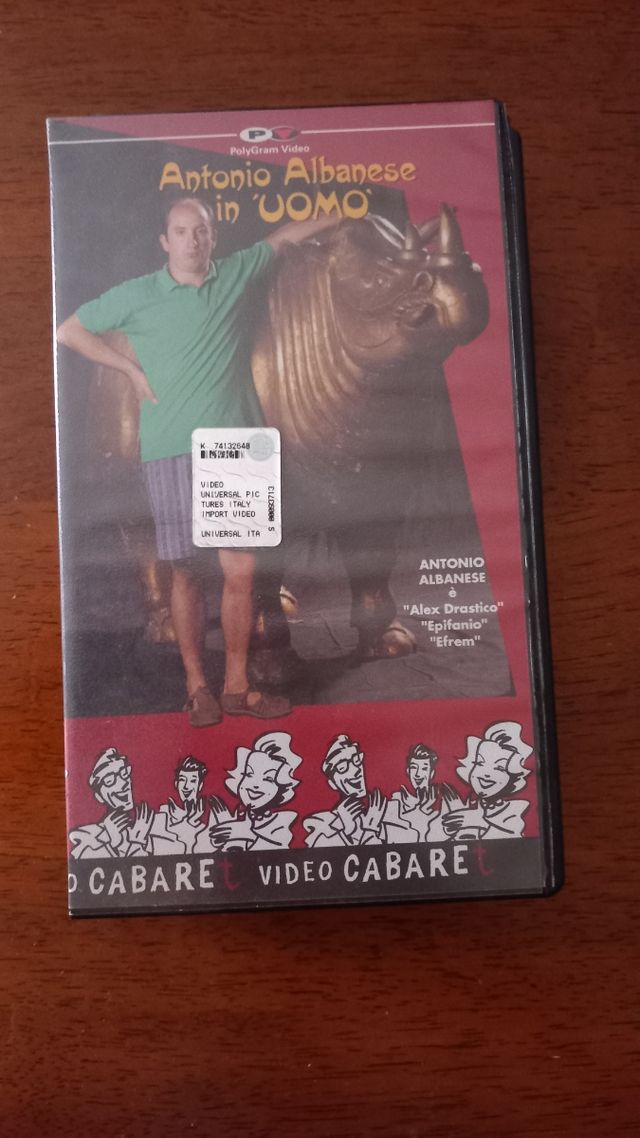 PV
PolyGram Video
Antonio Albanese
in 'UOMO'
K 74132648
VIDEO
UNIVERSAL PIC
TURES ITALY
IMPORT VIDEO
UNIVERSAL ITA
ANTONIO
ALBANESE
è
"Alex Drastico"
"Epifanio"
"Efrem"
O CABAREt VIDEO CABAREt